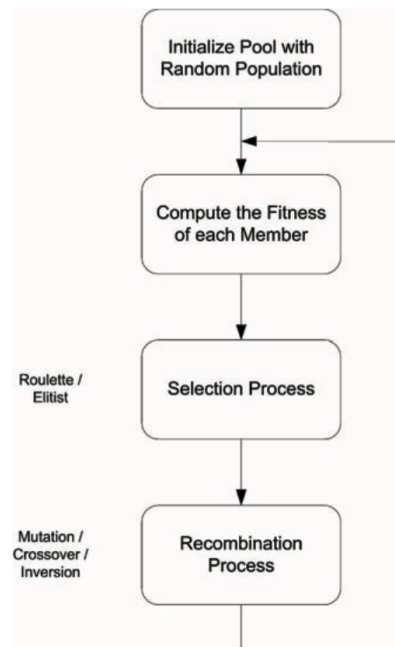 Initialize Pool with
Random Population
Compute the Fitness
of each Member
Roulette /
Elitist
Selection Process
Mutation /
Crossover /
Inversion
Recombination
Process